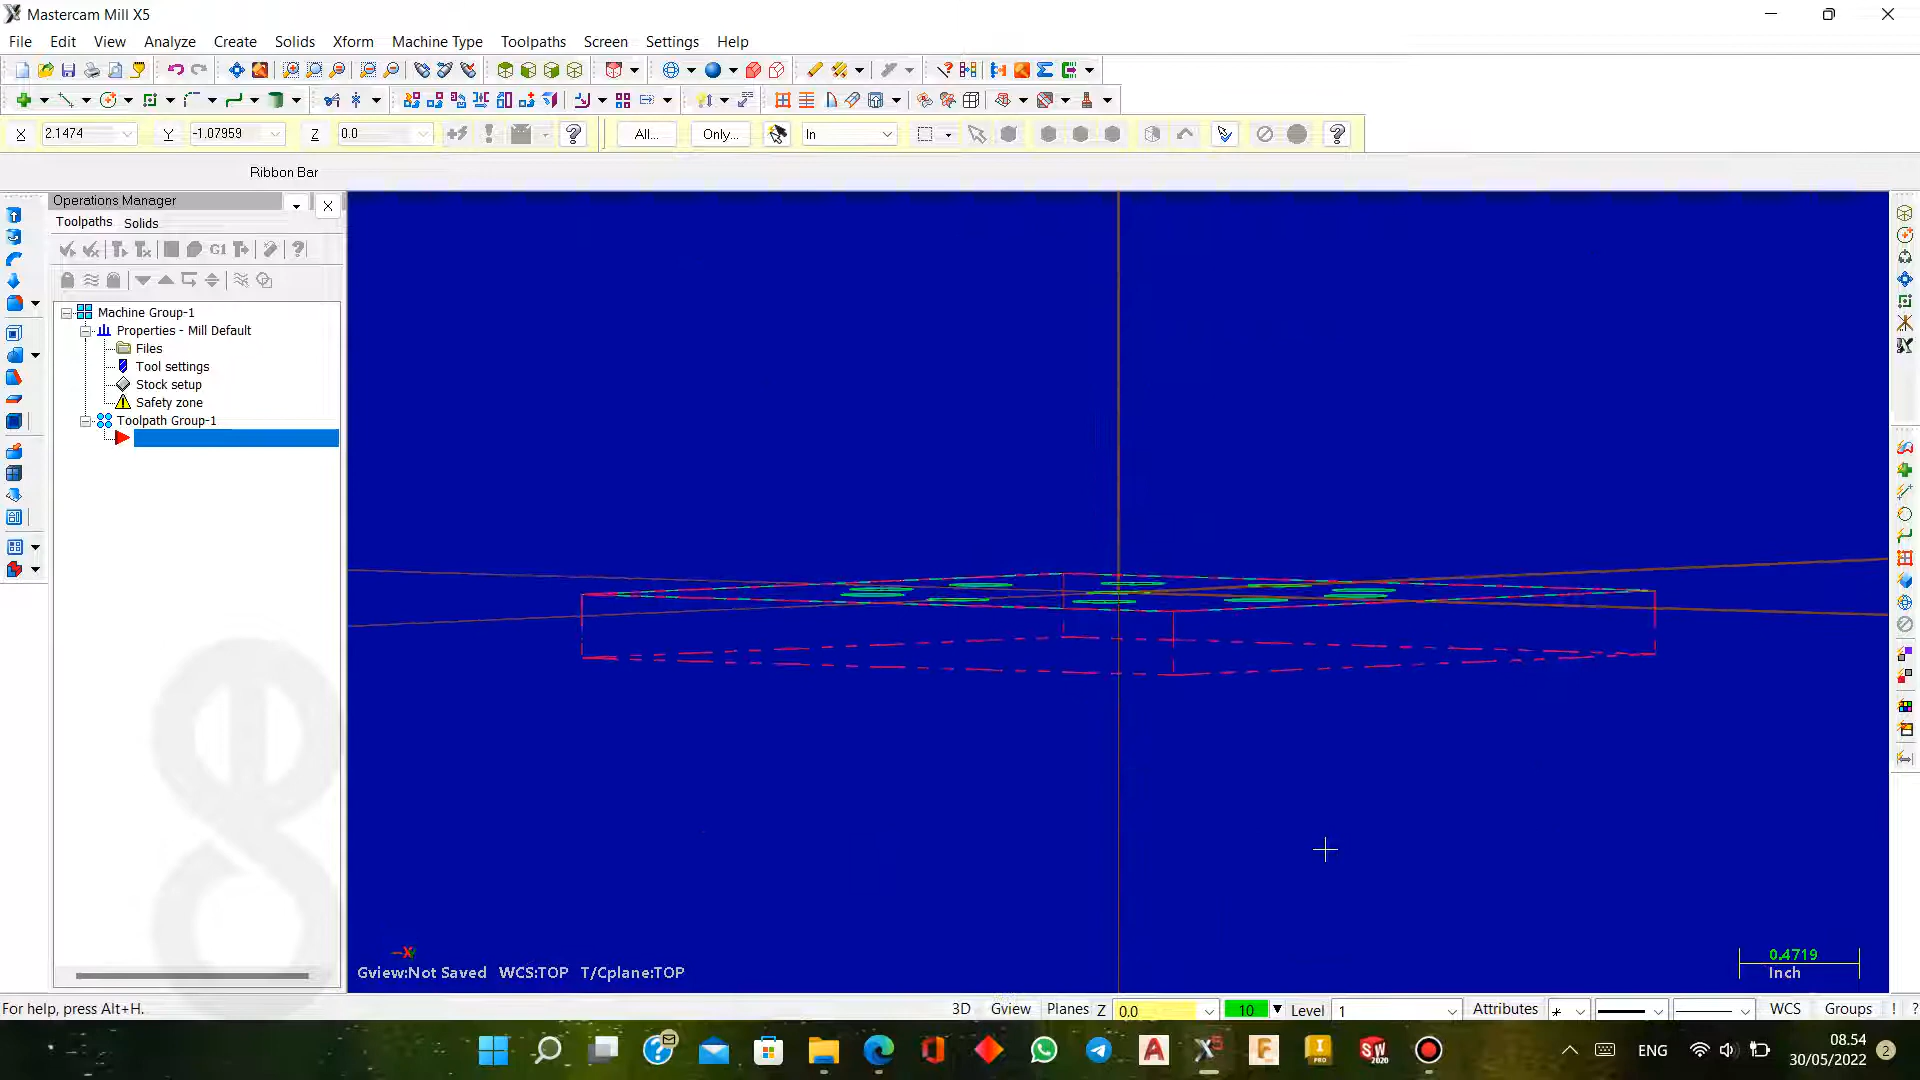 Mastercam Mill X5
File Edit View Analyze Create Solids Xform Machine Type Toolpaths Screen Settings Help
X 2.1474 Y -1.07959 Z 0.0 All... Only... In
Ribbon Bar
Operations Manager
Toolpaths Solids
G1
Machine Group-1
Properties - Mill Default
Files
Tool settings
Stock setup
Safety zone
Toolpath Group-1
X
Gview:Not Saved WCS:TOP T/Cplane:TOP
0.4719
Inch
For help, press Alt+H.
3D Gview Planes Z 0.0 10 Level 1 Attributes WCS Groups ! ?
ENG
08.54
30/05/2022
2